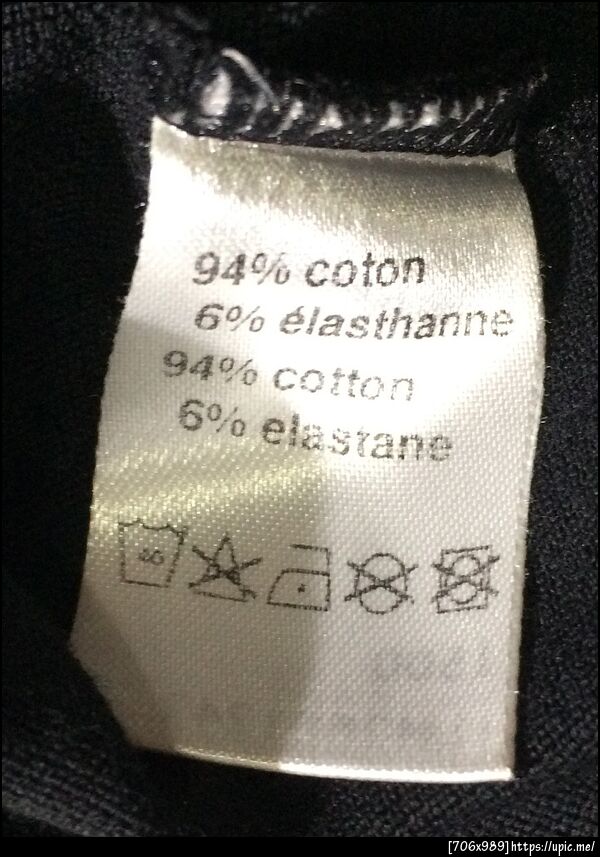 94% coton
6% élasthanne
94% cotton
6% elastane
[706x989]https://upic.me/